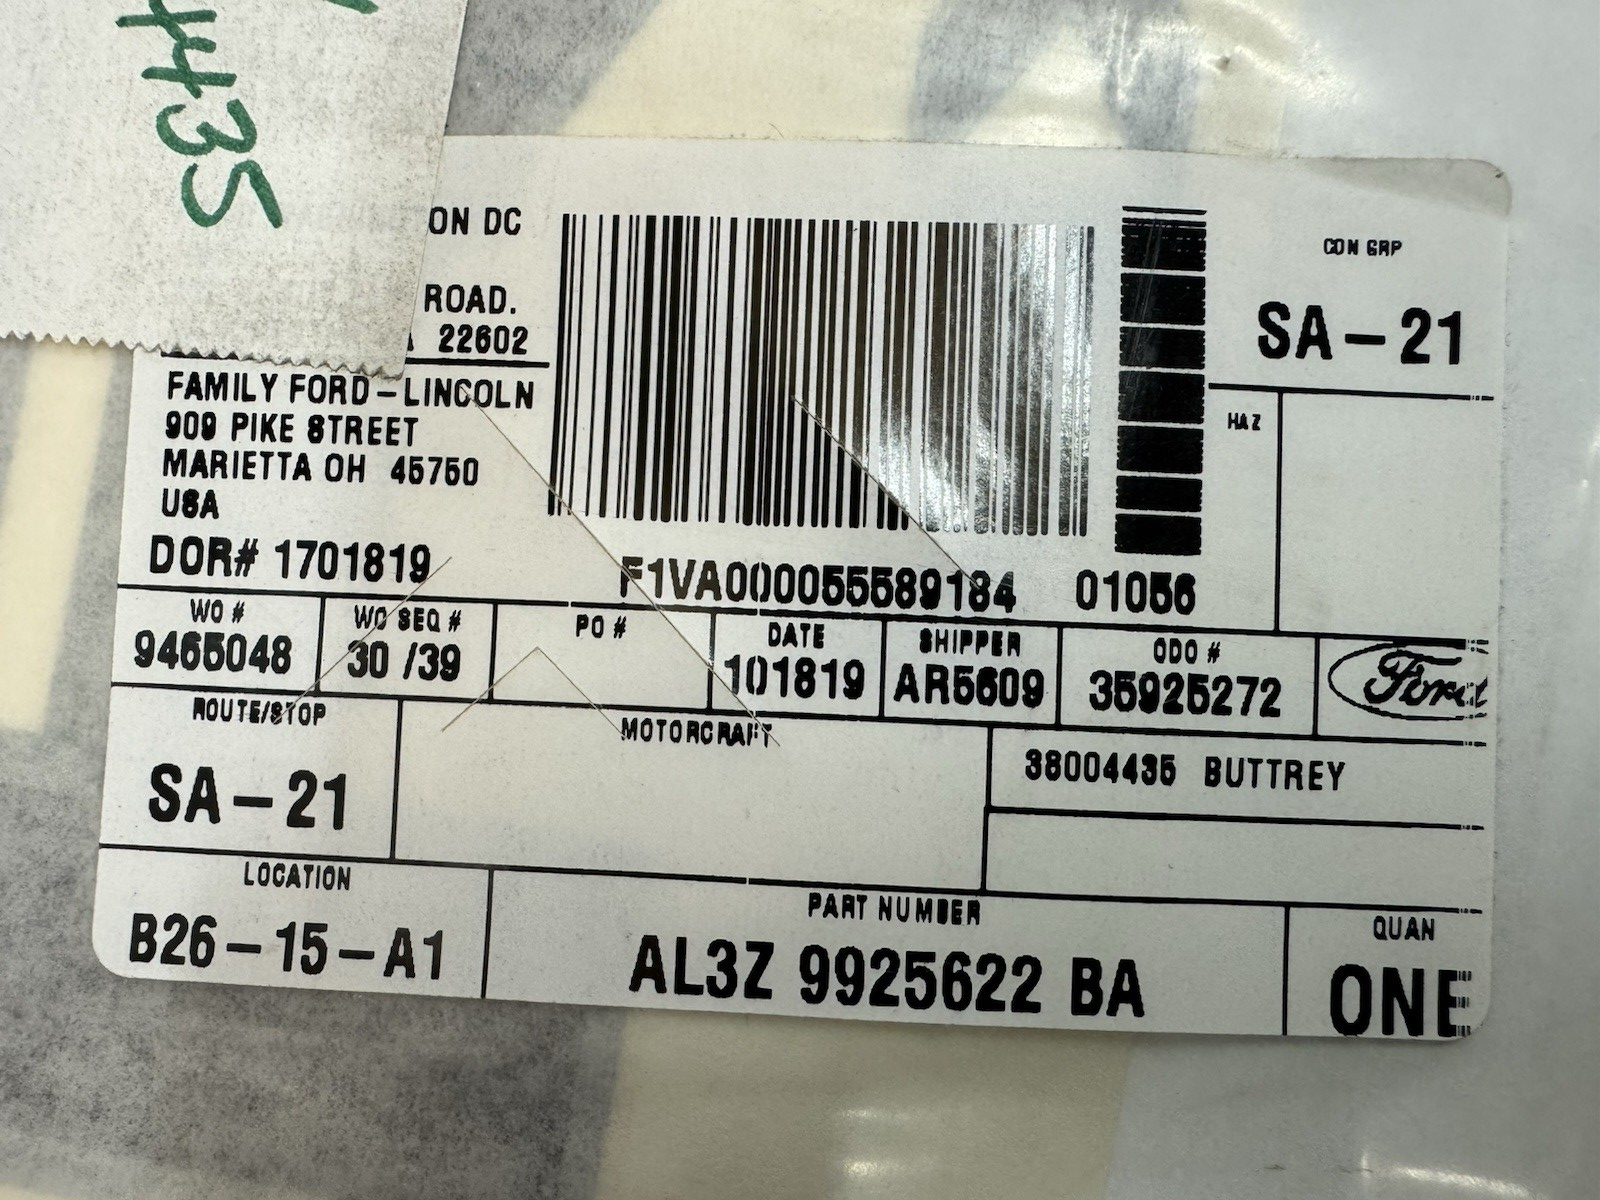 4435
ON DC
ROAD.
22602
FAMILY FORD-LINCOLN
909 PIKE STREET
MARIETTA OH 45750
USA
DOR# 1701819
F1VA000055589184 01056
CON GRP
SA-21
HAZ
WO #
9465048
WO SEQ #
30 /39
PO #
DATE
101819
SHIPPER
AR5609
ODO #
35925272
Ford
ROUTE/STOP
SA-21
MOTORCRAFT
38004435 BUTTREY
LOCATION
B26-15-A1
PART NUMBER
AL3Z 9925622 BA
QUAN
ONE